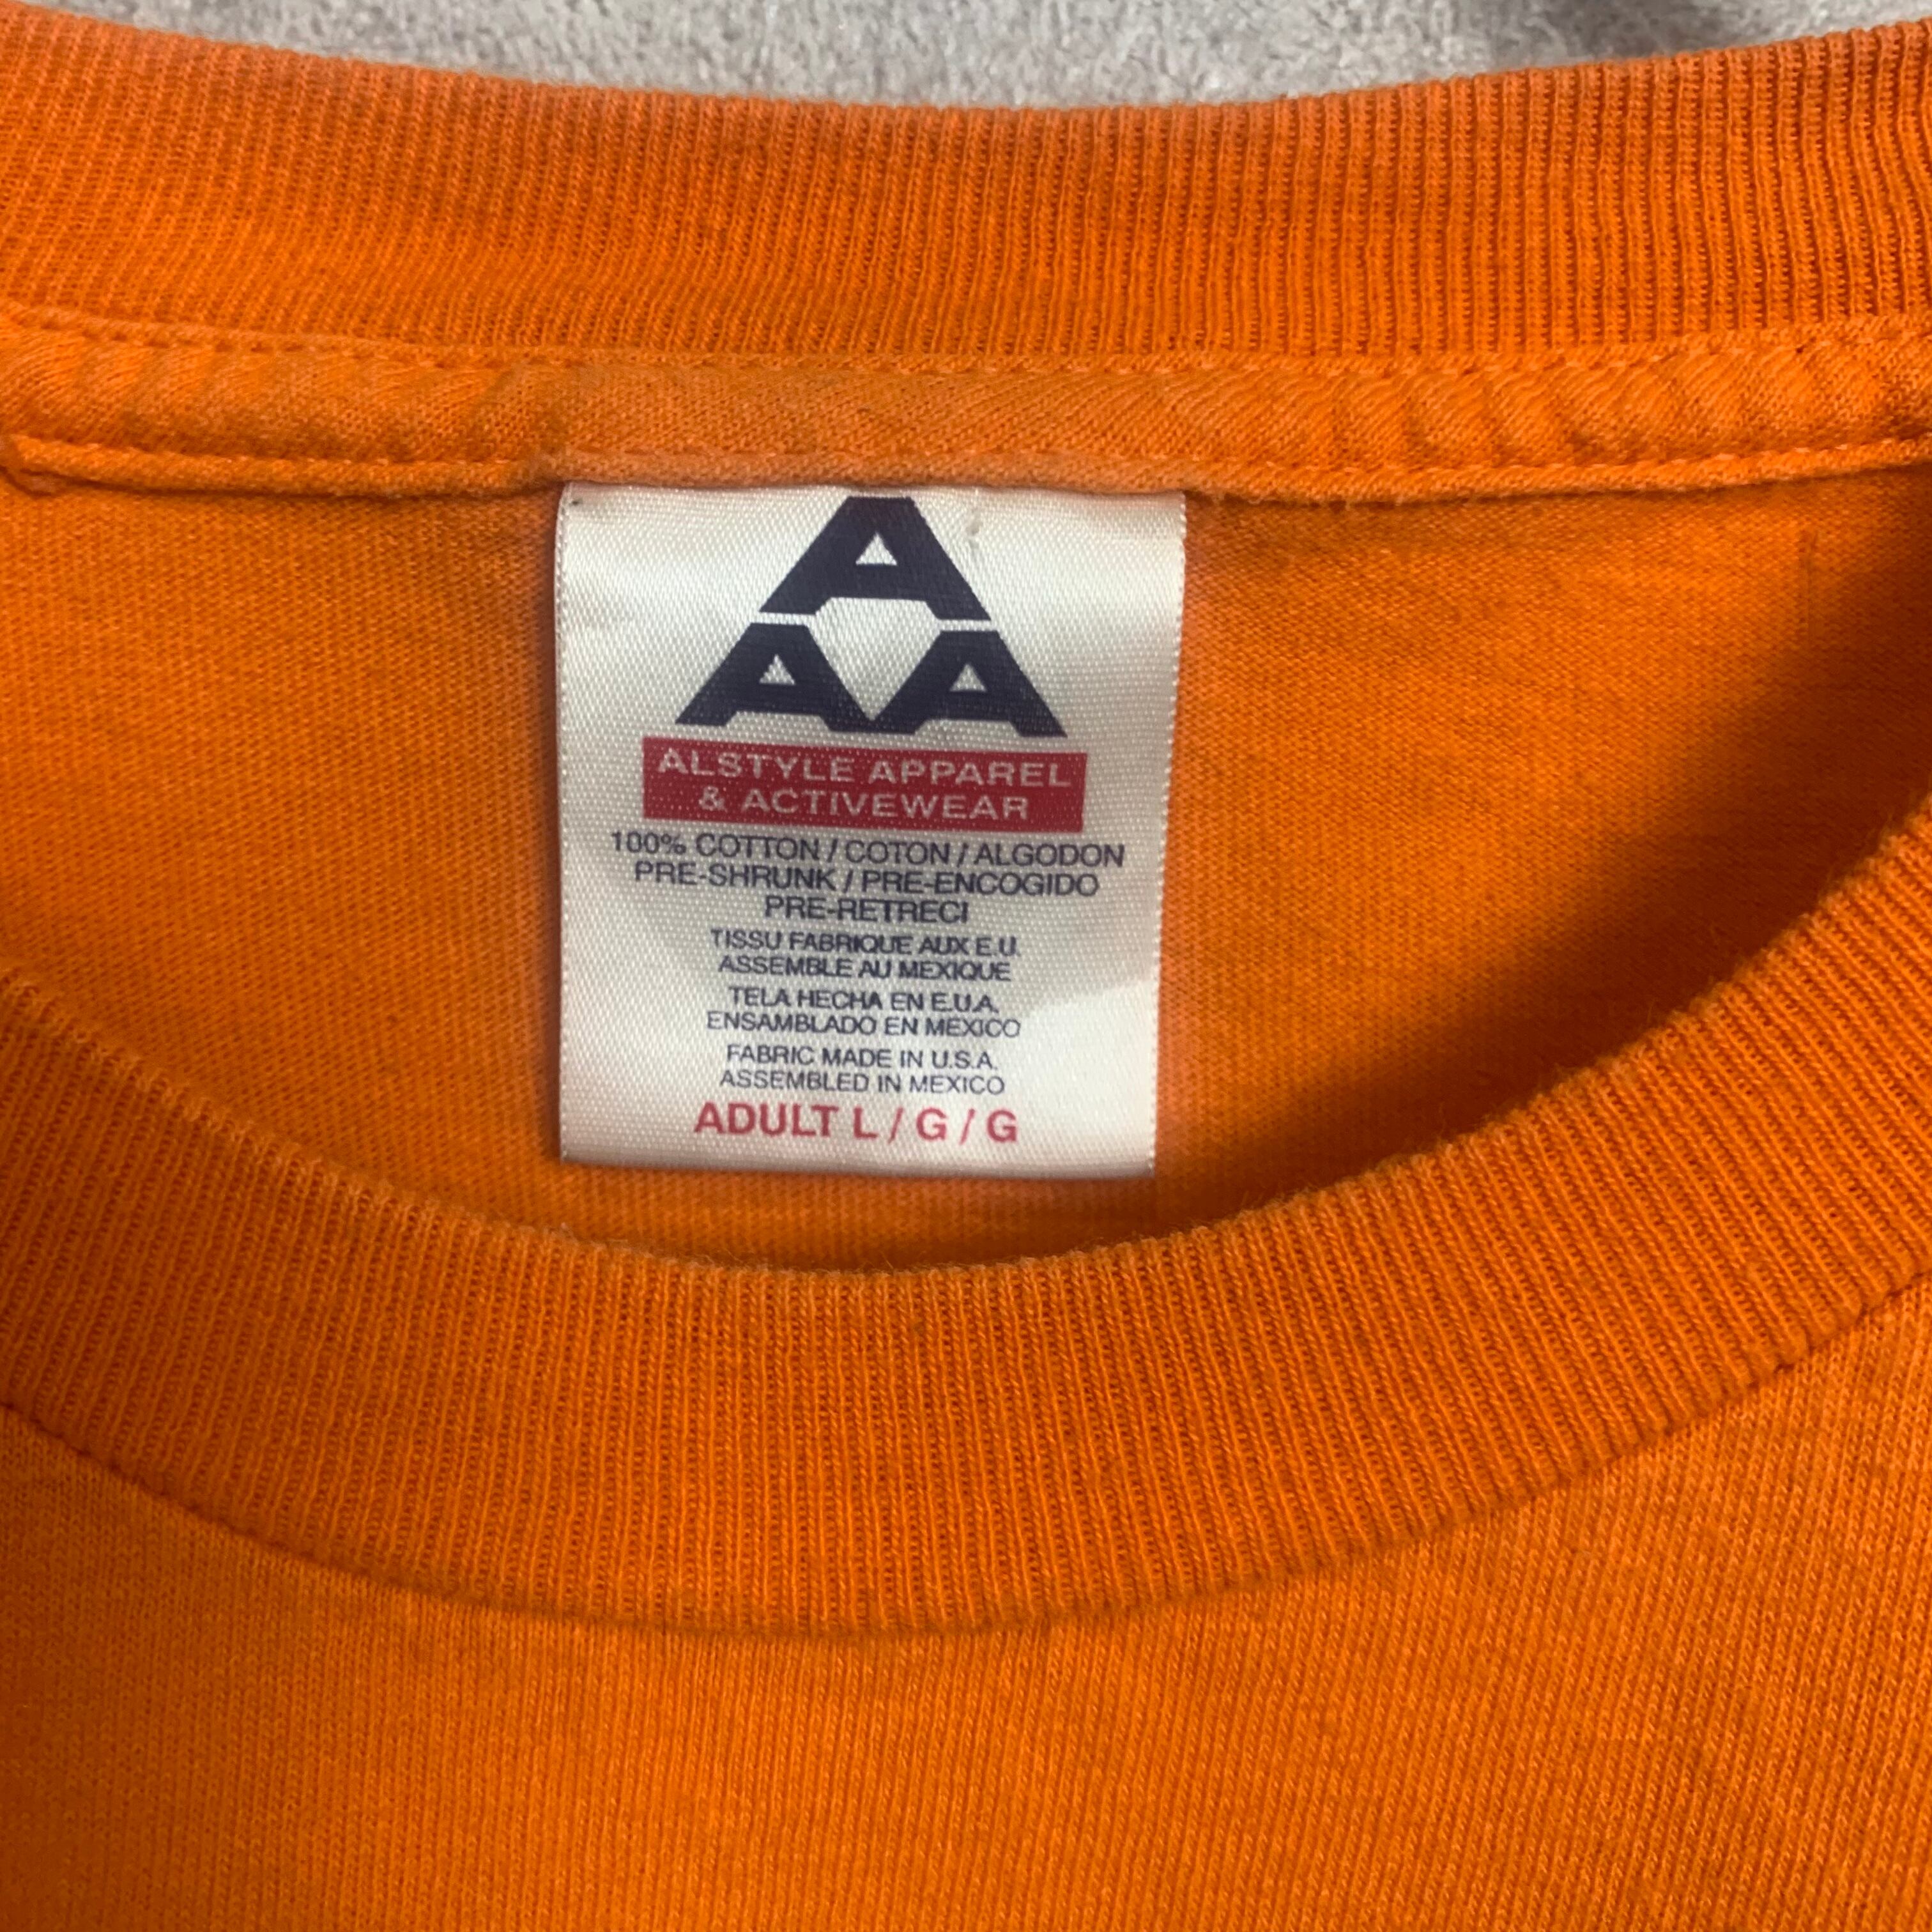 A
AA
ALSTYLE APPAREL
& ACTIVEWEAR
100% COTTON / COTON / ALGODON
PRE-SHRUNK / PRE-ENCOGIDO
PRE-RETRECI
TISSU FABRIQUE AUX E.U.
ASSEMBLE AU MEXIQUE
TELA HECHA EN E.U.A.
ENSAMBLADO EN MEXICO
FABRIC MADE IN U.S.A.
ASSEMBLED IN MEXICO
ADULT L / G / G